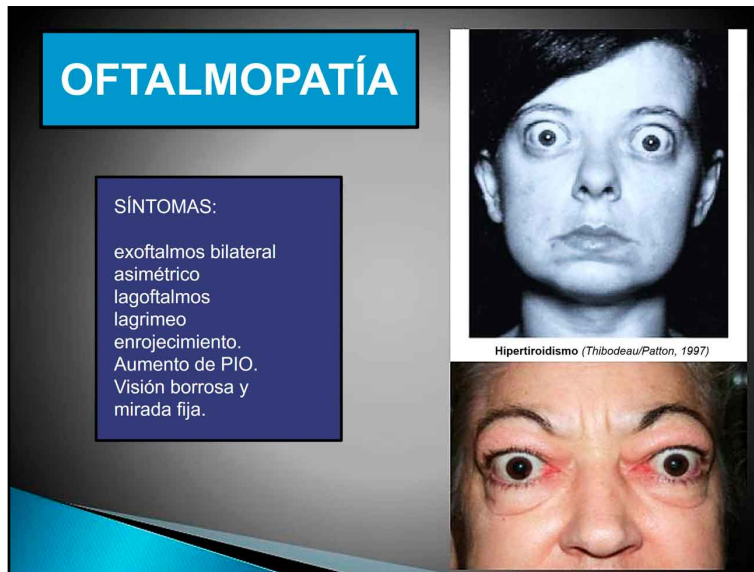 OFTALMOPATÍA
SÍNTOMAS:
exoftalmos bilateral
asimétrico
lagoftalmos
lagrimeo
enrojecimiento.
Aumento de PIO.
Visión borrosa y
mirada fija.
Hipertiroidismo (Thibodeau/Patton, 1997)